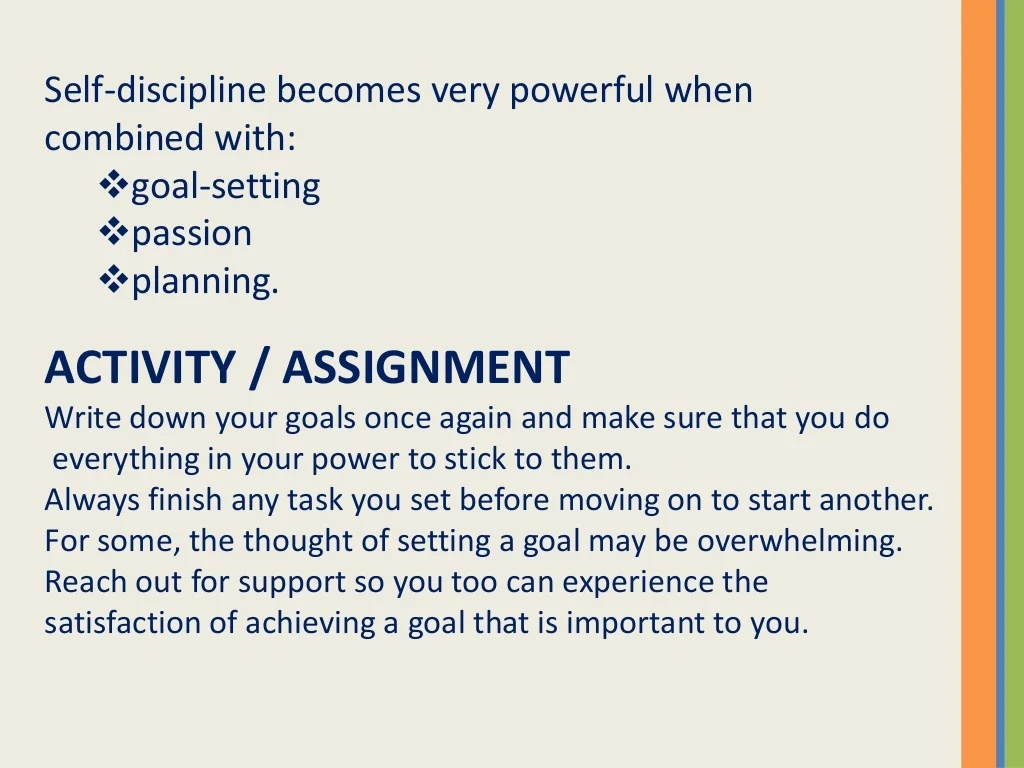 Self-discipline becomes very powerful when
combined with:
❖goal-setting
❖passion
❖planning.
ACTIVITY / ASSIGNMENT
Write down your goals once again and make sure that you do
everything in your power to stick to them.
Always finish any task you set before moving on to start another.
For some, the thought of setting a goal may be overwhelming.
Reach out for support so you too can experience the
satisfaction of achieving a goal that is important to you.